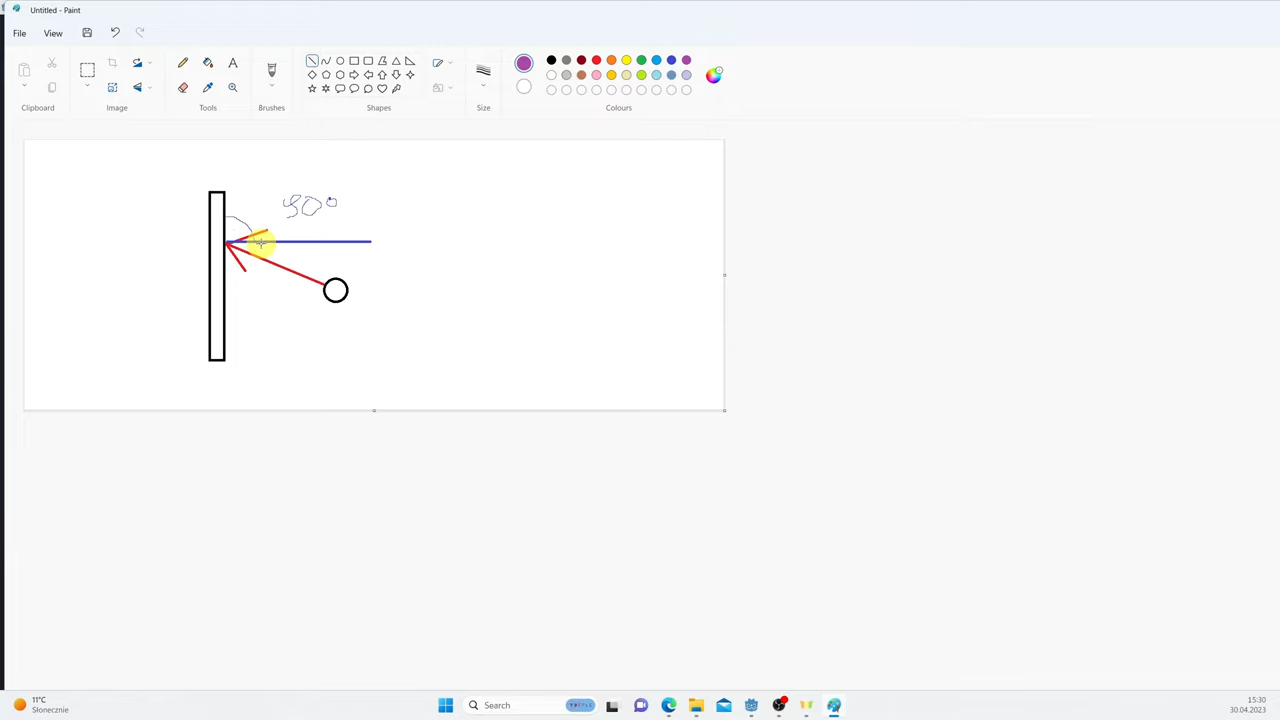 Untitled - Paint
File View
A
Clipboard Image Tools Brushes Shapes Size Colours
90°
11°C
Słonecznie
Search
15:30
30.04.2023